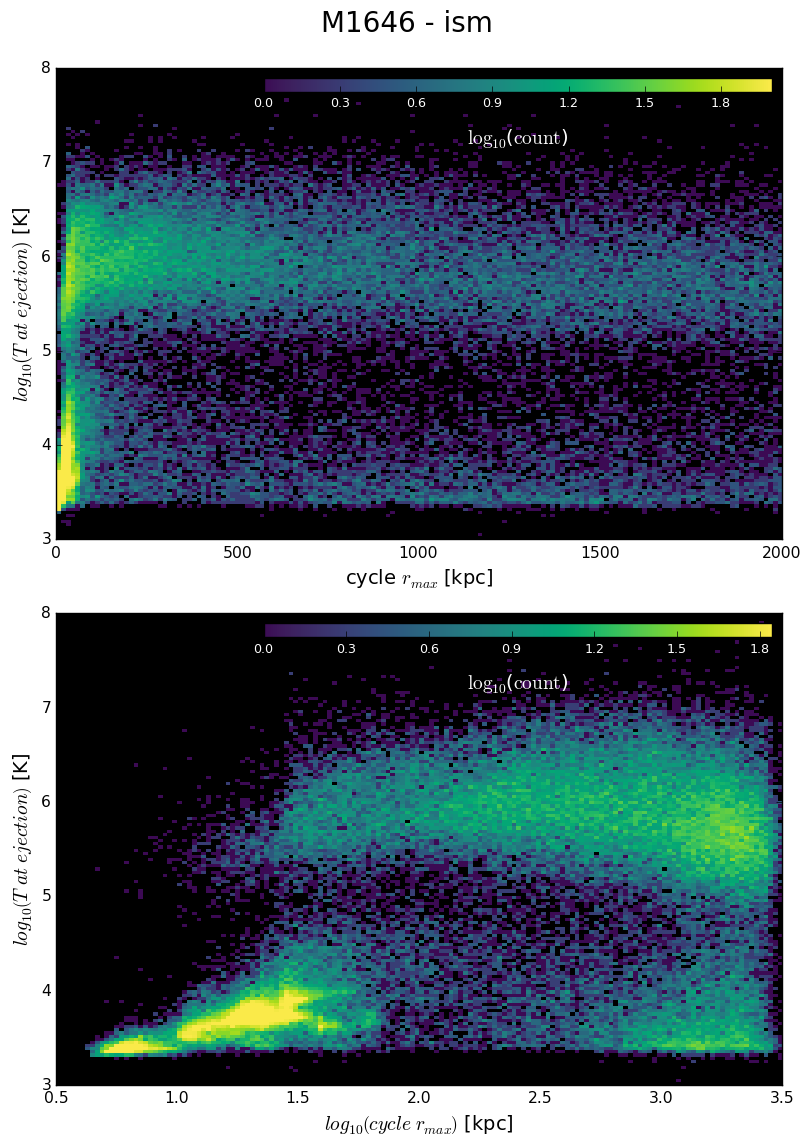 M1646 - ism
8
0.0 0.3 0.6 0.9 1.2 1.5 1.8
log10(count)
7
6
5
4
3
log10(T at ejection) [K]
0 500 1000 1500 2000
cycle rmax [kpc]
8
0.0 0.3 0.6 0.9 1.2 1.5 1.8
log10(count)
7
6
5
4
3
log10(T at ejection) [K]
0.5 1.0 1.5 2.0 2.5 3.0 3.5
log10(cycle rmax) [kpc]